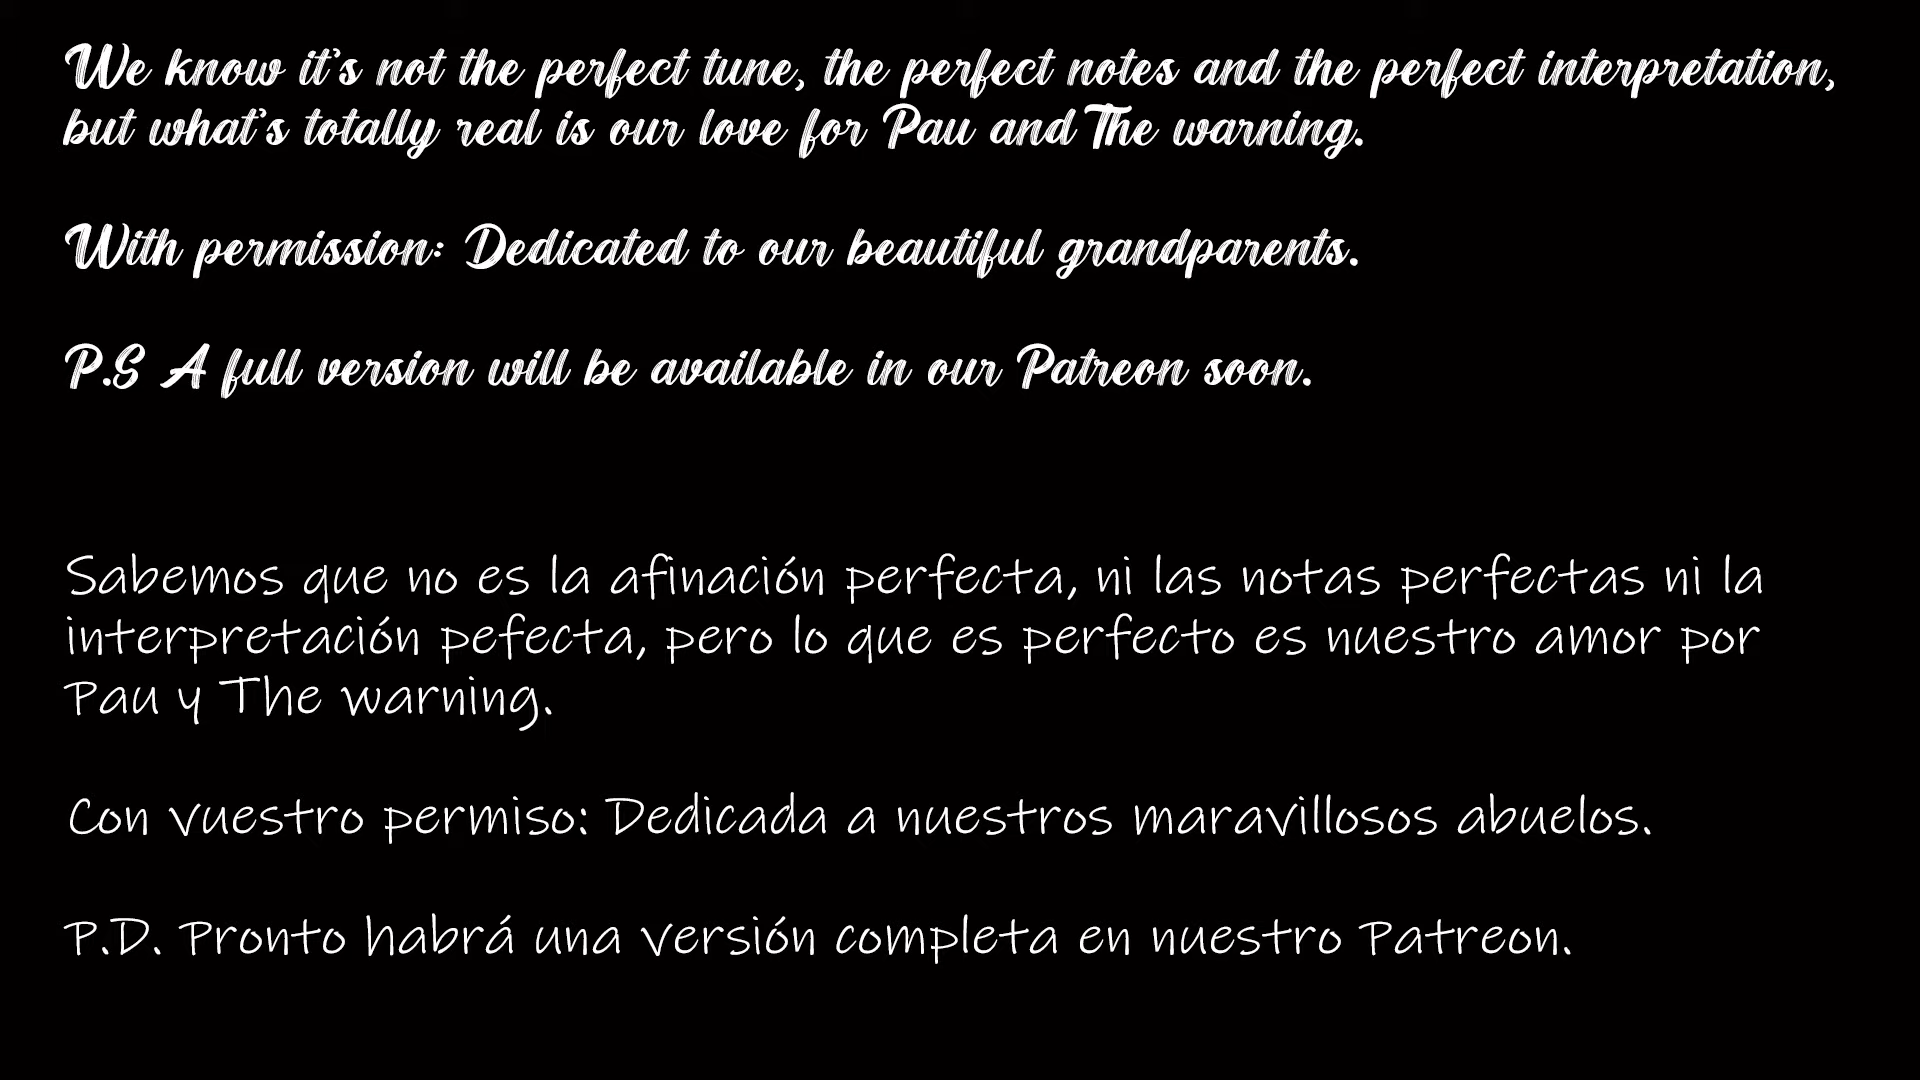 We know it's not the perfect tune, the perfect notes and the perfect interpretation,
but what's totally real is our love for Pau and The warning.
With permission: Dedicated to our beautiful grandparents.
P.S A full version will be available in our Patreon soon.
Sabemos que no es la afinación perfecta, ni las notas perfectas ni la
interpretación pefecta, pero lo que es perfecto es nuestro amor por
Pau y The warning.
Con vuestro permiso: Dedicada a nuestros maravillosos abuelos.
P.D. Pronto habrá una versión completa en nuestro Patreon.